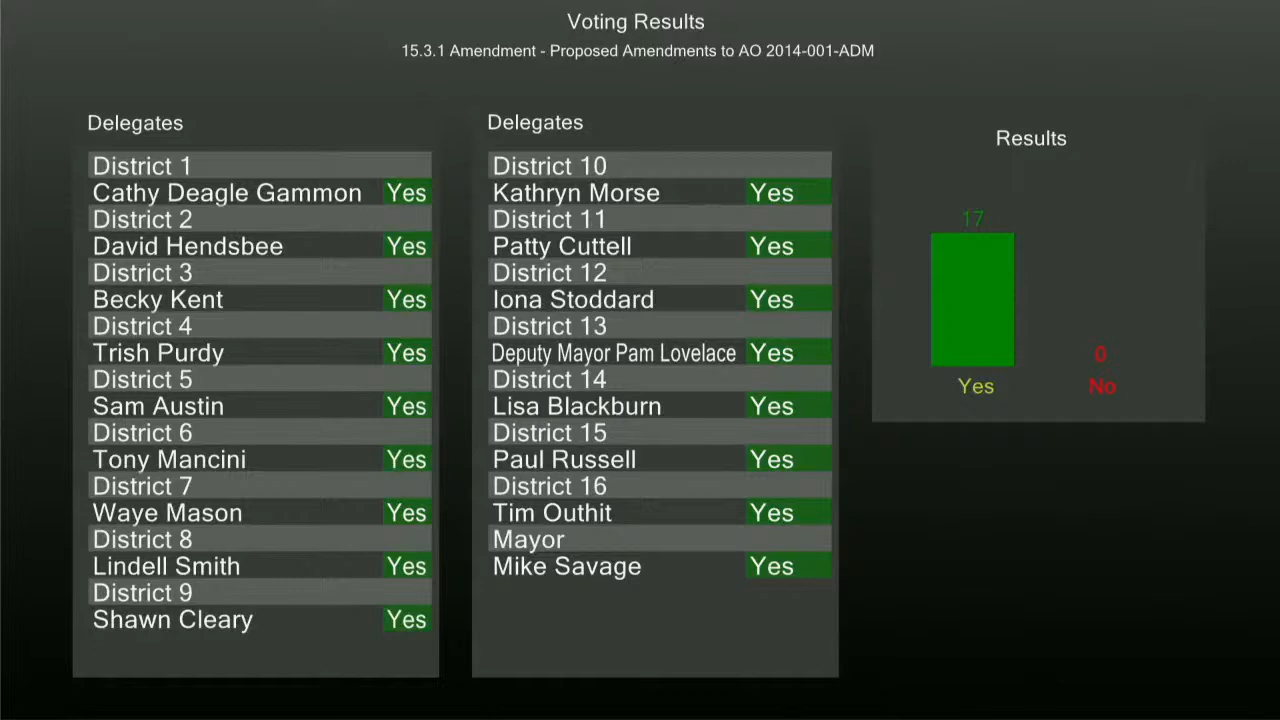 Voting Results
15.3.1 Amendment - Proposed Amendments to AO 2014-001-ADM
Delegates
District 1
Cathy Deagle Gammon Yes
District 2
David Hendsbee Yes
District 3
Becky Kent Yes
District 4
Trish Purdy Yes
District 5
Sam Austin Yes
District 6
Tony Mancini Yes
District 7
Waye Mason Yes
District 8
Lindell Smith Yes
District 9
Shawn Cleary Yes
Delegates
District 10
Kathryn Morse Yes
District 11
Patty Cuttell Yes
District 12
Iona Stoddard Yes
District 13
Deputy Mayor Pam Lovelace Yes
District 14
Lisa Blackburn Yes
District 15
Paul Russell Yes
District 16
Tim Outhit Yes
Mayor
Mike Savage Yes
Results
17
0
Yes No